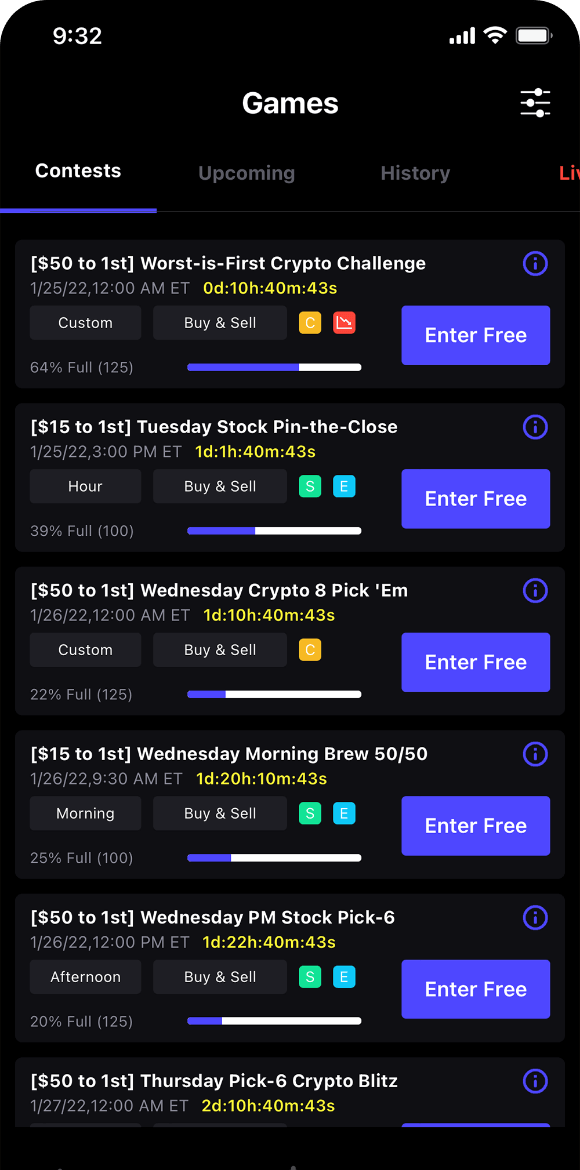 9:32
Games
Contests Upcoming History Liv
[$50 to 1st] Worst-is-First Crypto Challenge
1/25/22,12:00 AM ET 0d:10h:40m:43s
Custom Buy & Sell C Enter Free
64% Full (125)
[$15 to 1st] Tuesday Stock Pin-the-Close
1/25/22,3:00 PM ET 1d:1h:40m:43s
Hour Buy & Sell S E Enter Free
39% Full (100)
[$50 to 1st] Wednesday Crypto 8 Pick 'Em
1/26/22,12:00 AM ET 1d:10h:40m:43s
Custom Buy & Sell C Enter Free
22% Full (125)
[$15 to 1st] Wednesday Morning Brew 50/50
1/26/22,9:30 AM ET 1d:20h:10m:43s
Morning Buy & Sell S E Enter Free
25% Full (100)
[$50 to 1st] Wednesday PM Stock Pick-6
1/26/22,12:00 PM ET 1d:22h:40m:43s
Afternoon Buy & Sell S E Enter Free
20% Full (125)
[$50 to 1st] Thursday Pick-6 Crypto Blitz
1/27/22,12:00 AM ET 2d:10h:40m:43s